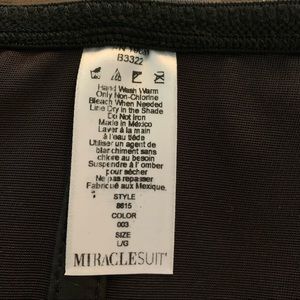 B3322
Hand Wash Warm
Only Non-Chlorine
Bleach When Needed
Line Dry in the Shade
Do Not Iron
Made in México
Laver à la main
à l'eau tiède
Utiliser un agent de
blanchiment sans
chlore au besoin
Suspendre à l'ombre
pour sécher
Ne pas repasser
Fabriqué aux Mexique.
STYLE
8615
COLOR
003
SIZE
L/G
MIRACLESUIT